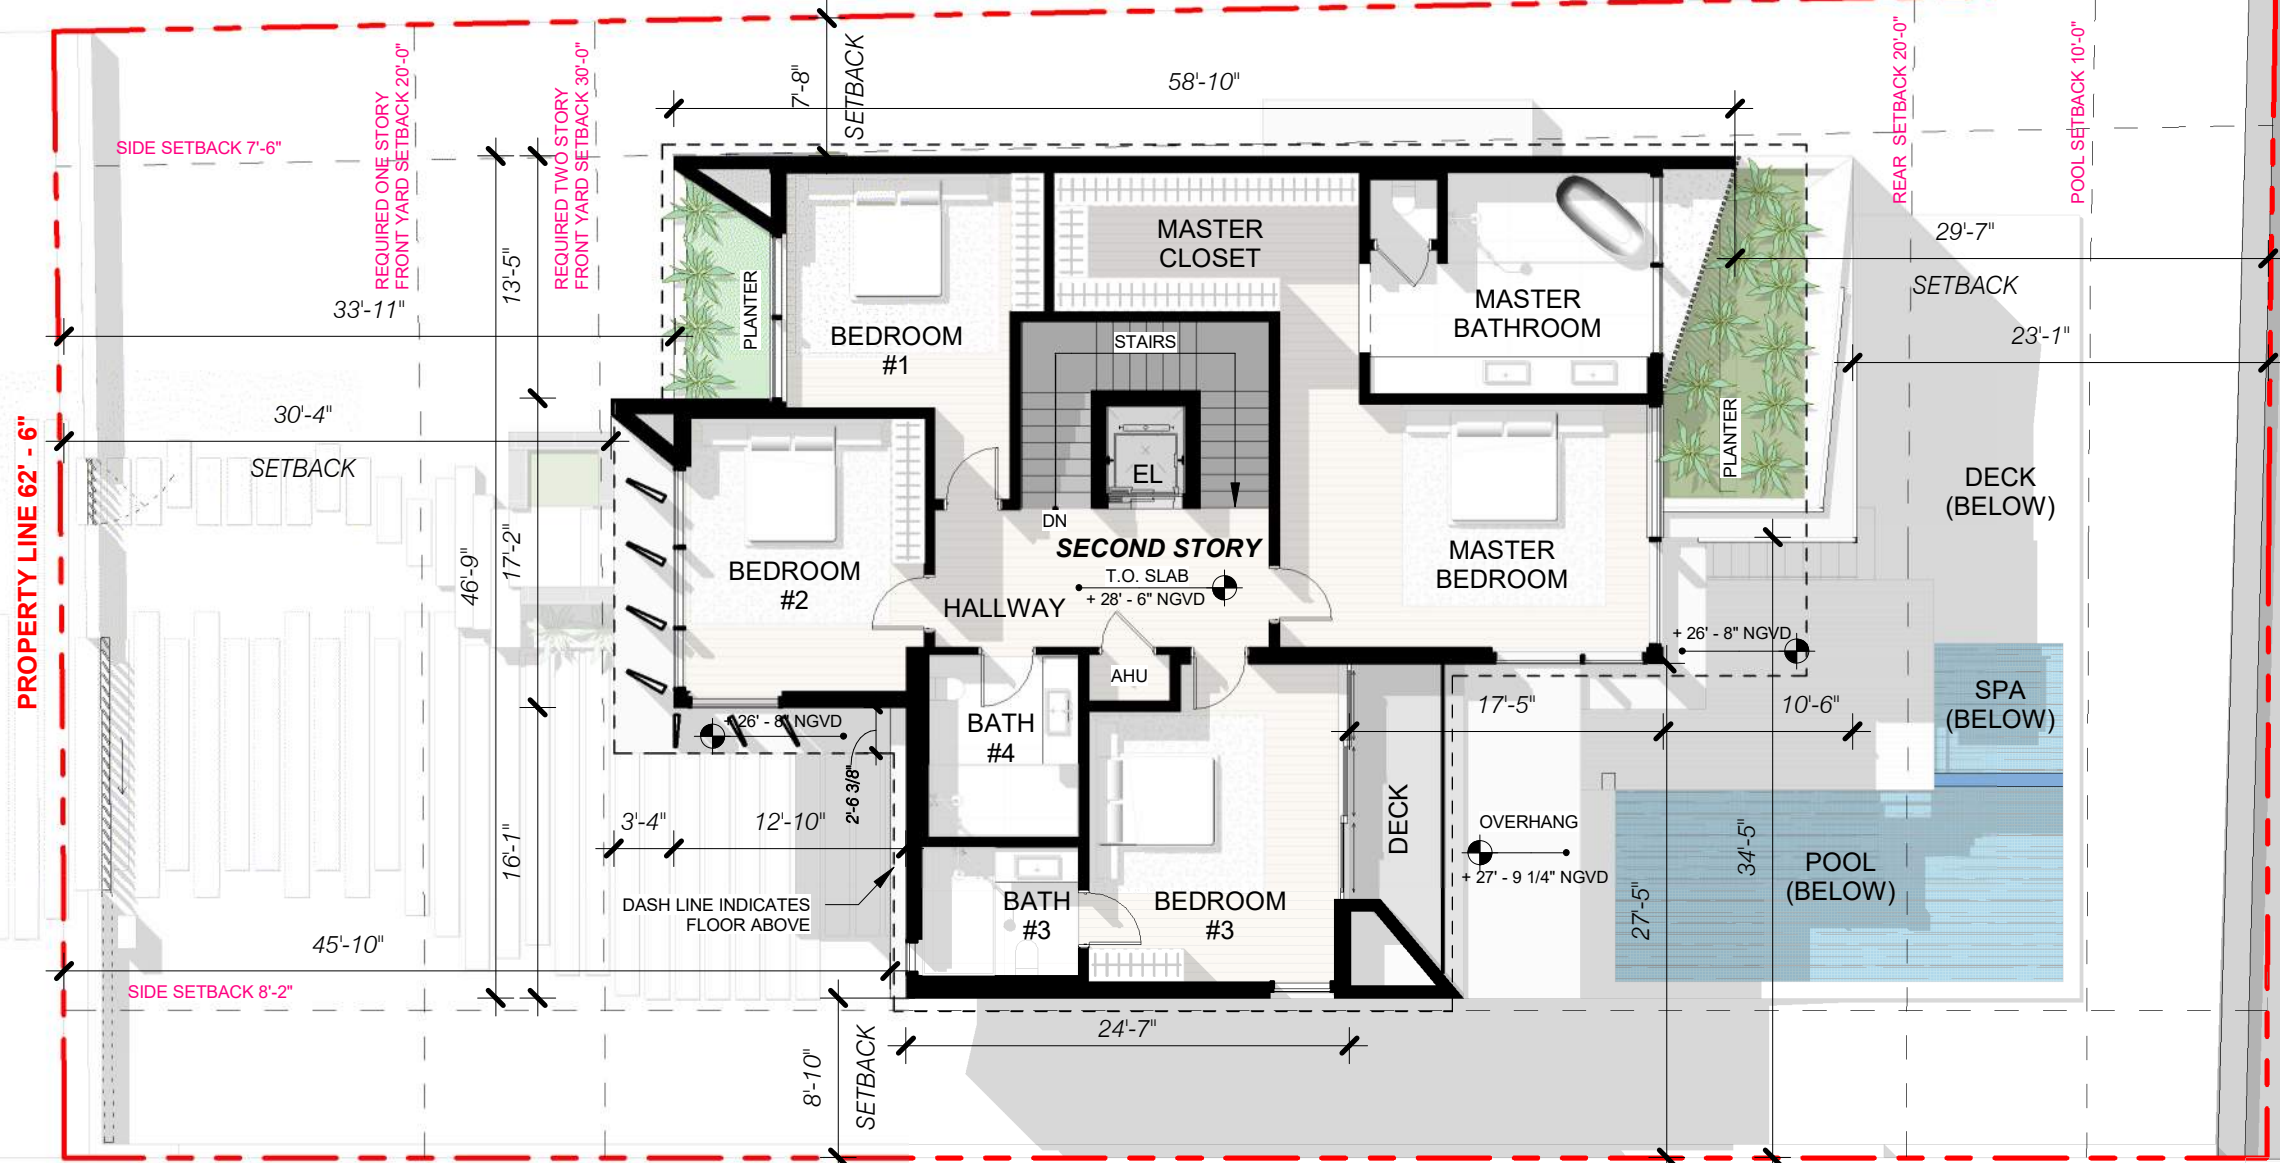 7'-8"
SETBACK
58'-10"
SIDE SETBACK 7'-6"
REQUIRED ONE STORY
FRONT YARD SETBACK 20'-0"
REQUIRED TWO STORY
FRONT YARD SETBACK 30'-0"
REAR SETBACK 20'-0"
POOL SETBACK 10'-0"
29'-7"
SETBACK
23'-1"
33'-11"
30'-4"
SETBACK
13'-5"
17'-2"
46'-9"
16'-1"
PROPERTY LINE 62' - 6"
PLANTER
BEDROOM
#1
MASTER
CLOSET
STAIRS
MASTER
BATHROOM
PLANTER
EL
DN
SECOND STORY
T.O. SLAB
+ 28' - 6" NGVD
HALLWAY
BEDROOM
#2
MASTER
BEDROOM
DECK
(BELOW)
+ 26' - 8" NGVD
AHU
+ 26' - 8" NGVD
BATH
#4
17'-5"
10'-6"
SPA
(BELOW)
2'-6 3/8"
3'-4"
12'-10"
DECK
OVERHANG
+ 27' - 9 1/4" NGVD
34'-5"
27'-5"
POOL
(BELOW)
DASH LINE INDICATES
FLOOR ABOVE
BATH
#3
BEDROOM
#3
45'-10"
SIDE SETBACK 8'-2"
24'-7"
8'-10"
SETBACK